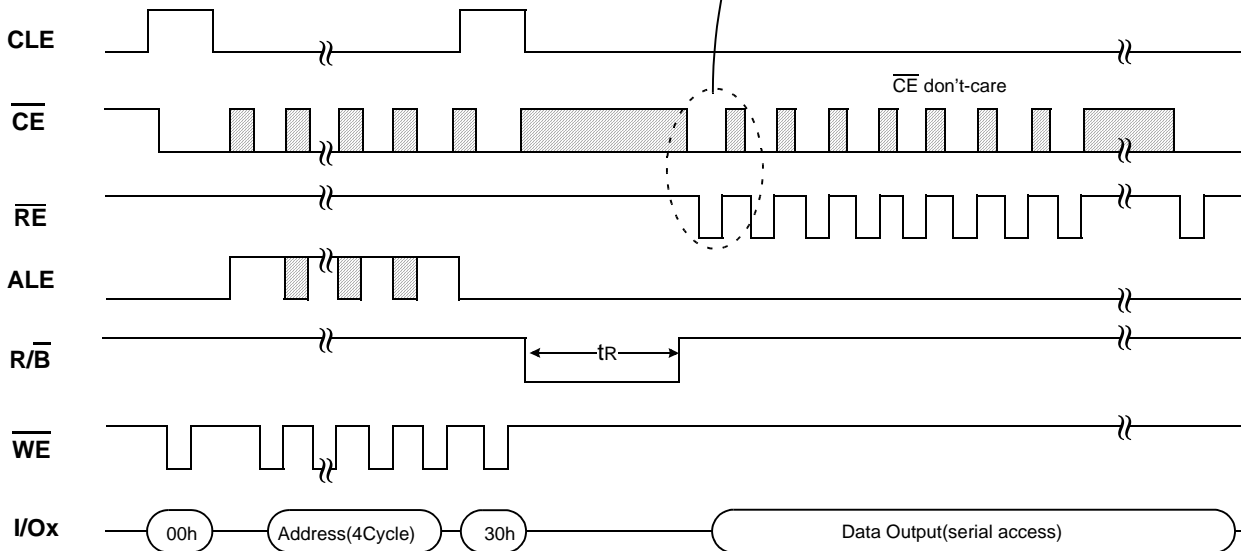 CLE
CE don't-care
CE
RE
ALE
R/B
tR
WE
I/Ox 00h Address(4Cycle) 30h Data Output(serial access)